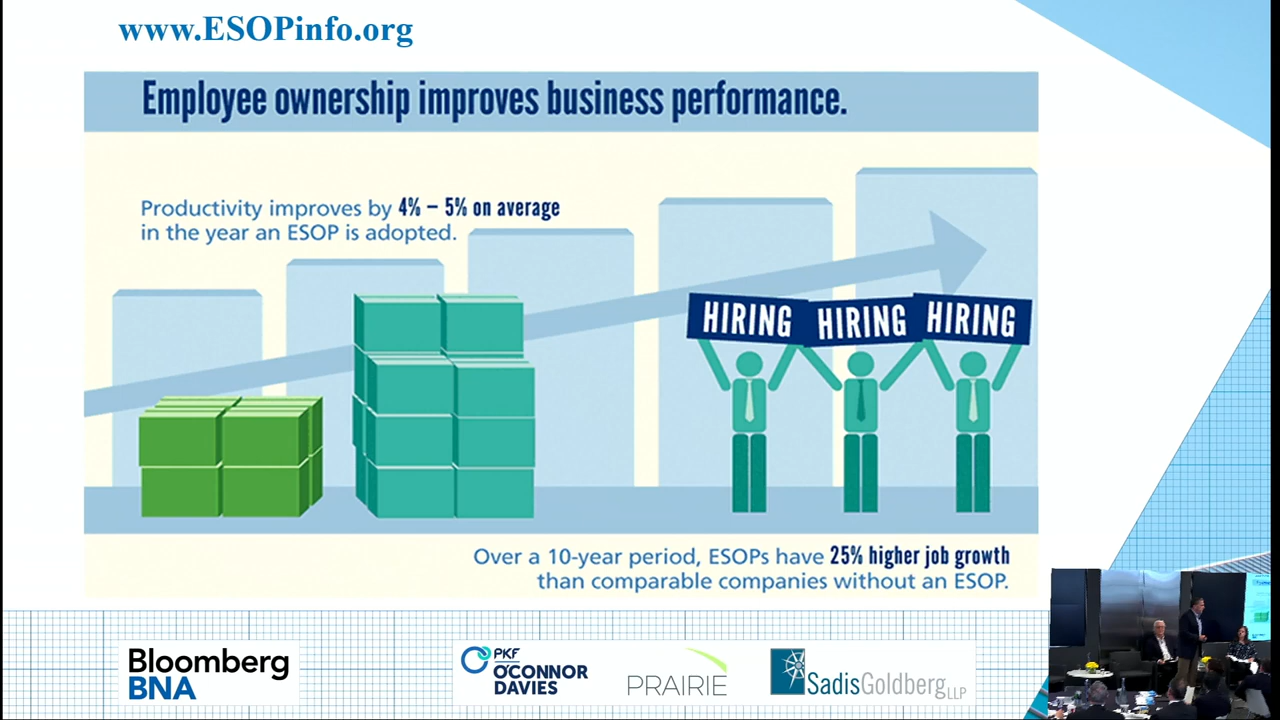 www.ESOPinfo.org
Employee ownership improves business performance.
Productivity improves by 4% – 5% on average
in the year an ESOP is adopted.
HIRING HIRING HIRING
Over a 10-year period, ESOPs have 25% higher job growth
than comparable companies without an ESOP.
Bloomberg
BNA
PKF
O'CONNOR
DAVIES
PRAIRIE
SadisGoldberg LLP